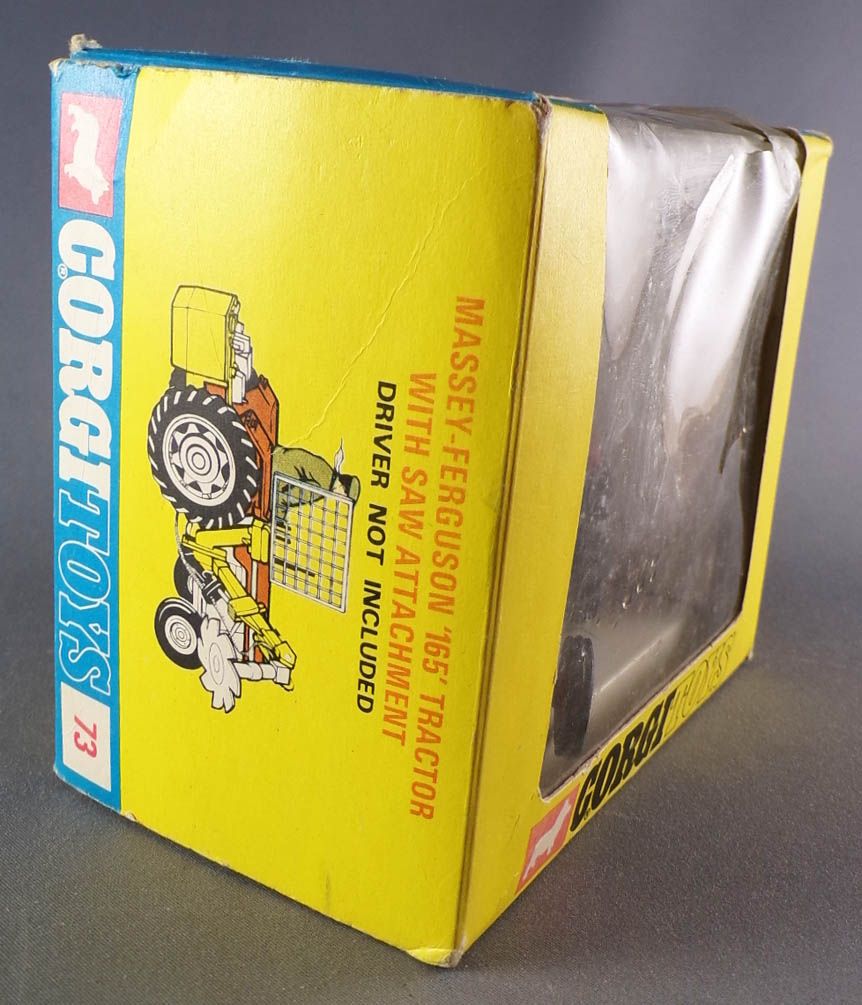 CORGI TOYS
®
73
MASSEY-FERGUSON '165' TRACTOR
WITH SAW ATTACHMENT
DRIVER NOT INCLUDED
CORGI TOYS